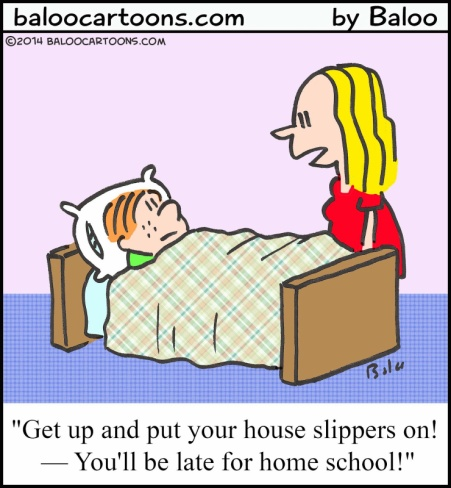 baloocartoons.com by Baloo
©2014 BALOOCARTOONS.COM
Baloo
"Get up and put your house slippers on!
— You'll be late for home school!"